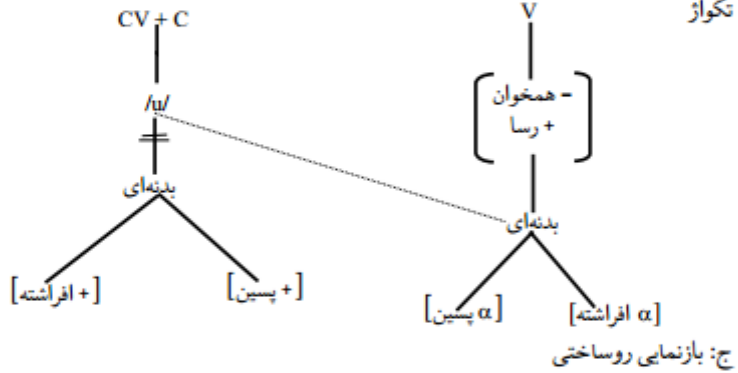 تکواژ
V
CV + C
- همخوان
+ رسا
/u/
بدنه‌ای
بدنه‌ای
[α افراشته]
[α پسین]
[+ پسین]
[+ افراشته]
ج: بازنمایی روساختی